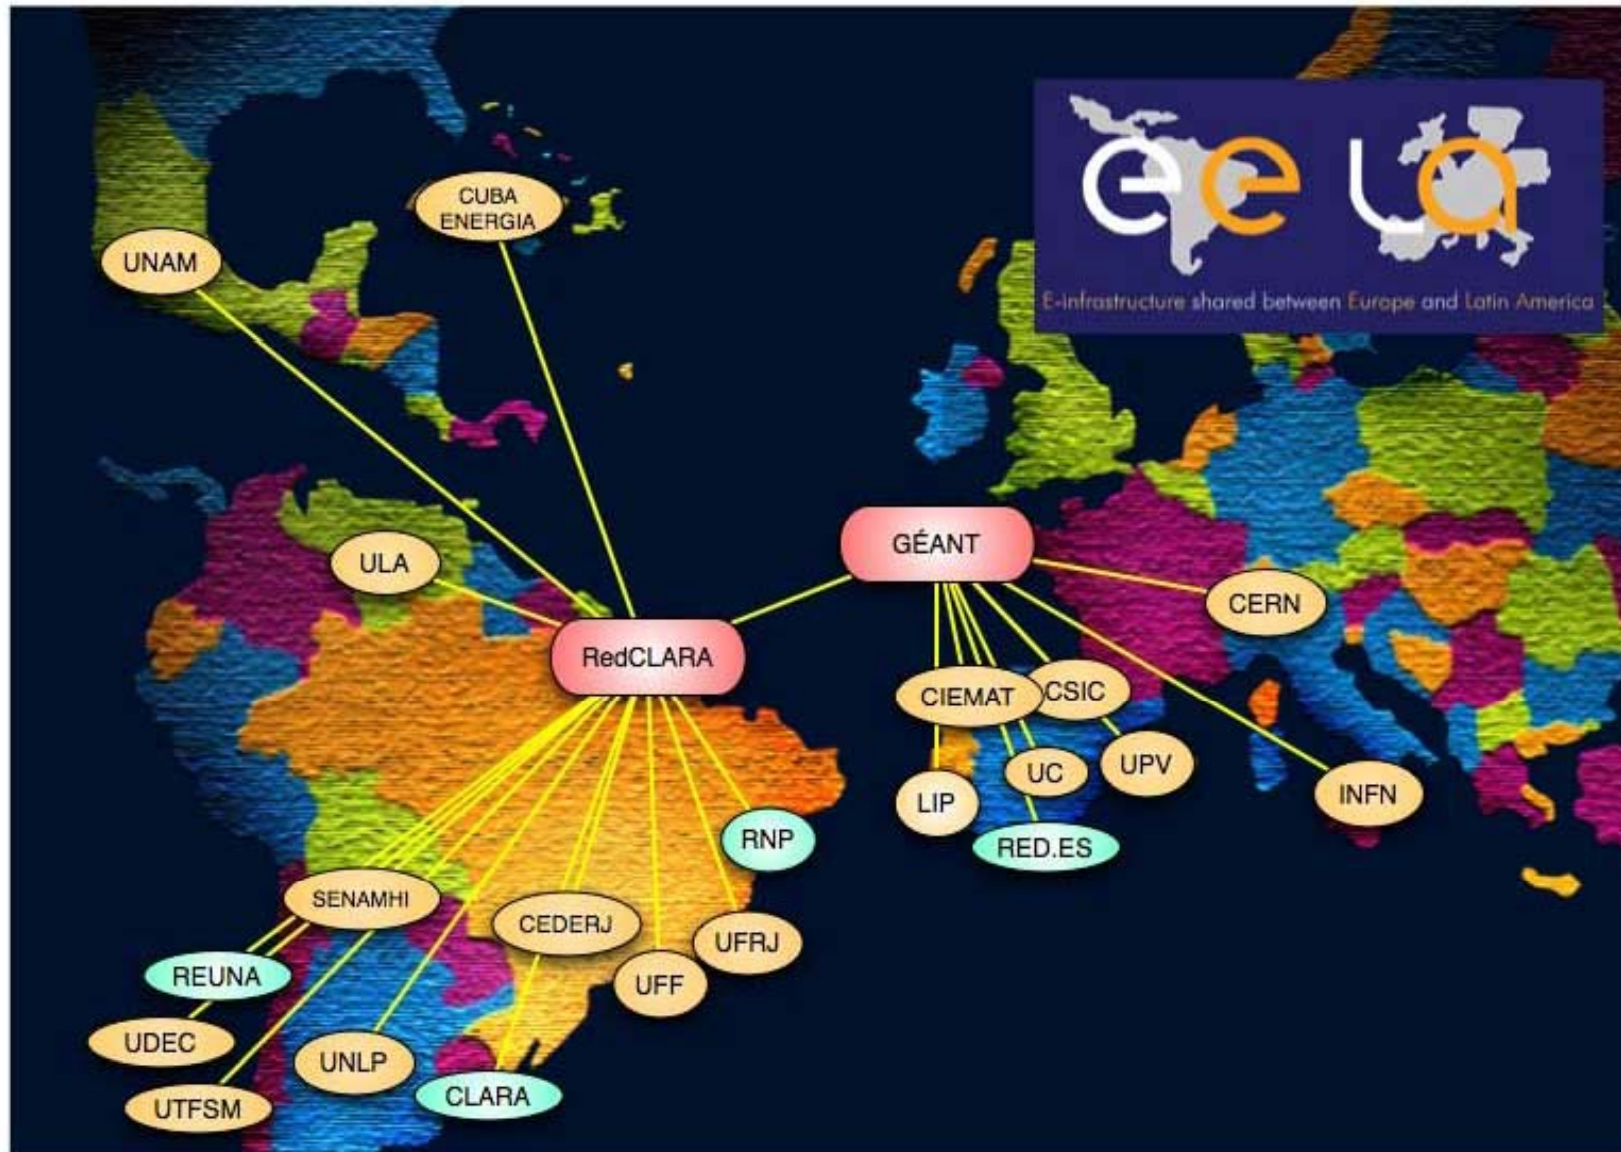 eela
E-infrastructure shared between Europe and Latin America
CUBA
ENERGIA
UNAM
GÉANT
ULA
CERN
RedCLARA
CIEMAT
CSIC
UC
UPV
LIP
INFN
RNP
RED.ES
SENAMHI
CEDERJ
UFRJ
REUNA
UFF
UDEC
UNLP
CLARA
UTFSM